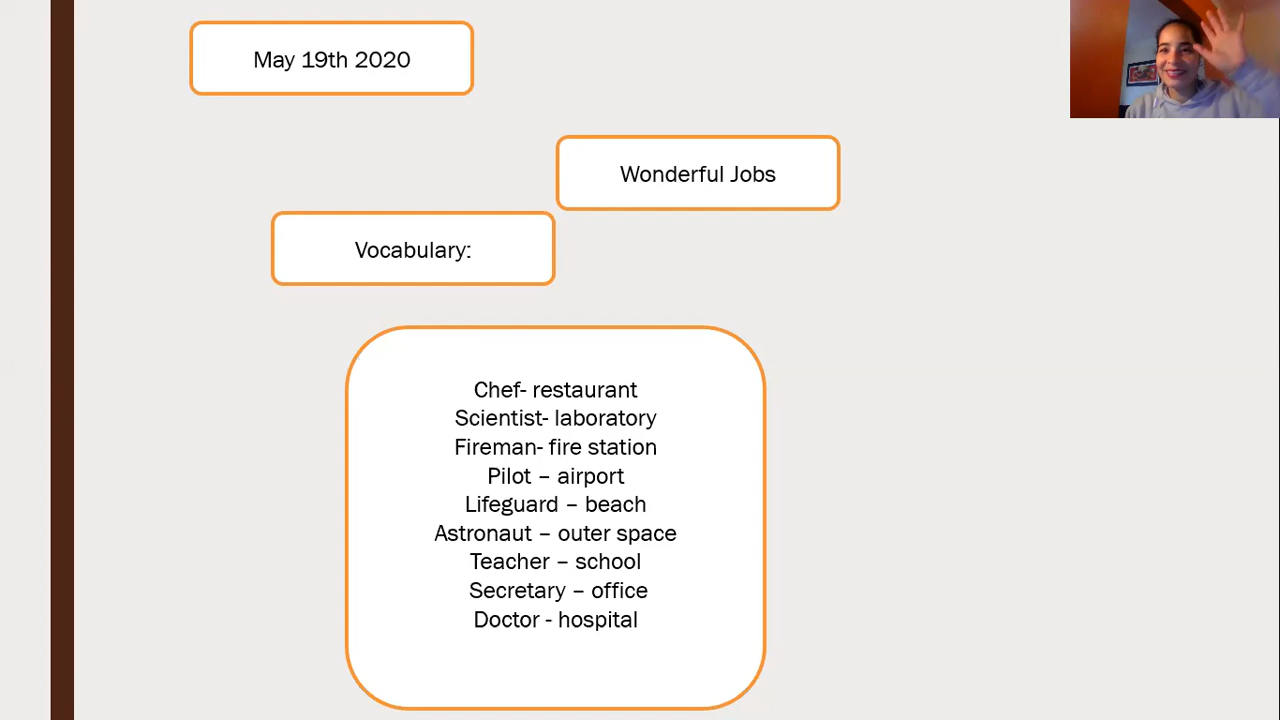 May 19th 2020
Wonderful Jobs
Vocabulary:
Chef- restaurant
Scientist- laboratory
Fireman- fire station
Pilot – airport
Lifeguard – beach
Astronaut – outer space
Teacher – school
Secretary – office
Doctor - hospital